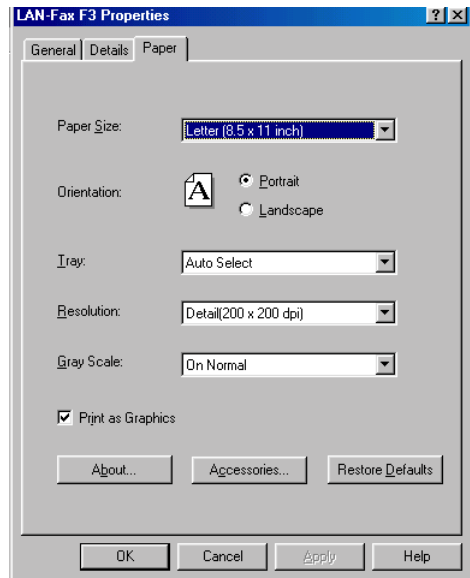 LAN-Fax F3 Properties
General Details Paper
Paper Size: Letter (8.5 x 11 inch)
Orientation: A Portrait
Landscape
Tray: Auto Select
Resolution: Detail(200 x 200 dpi)
Gray Scale: On Normal
Print as Graphics
About... Accessories... Restore Defaults
OK Cancel Apply Help